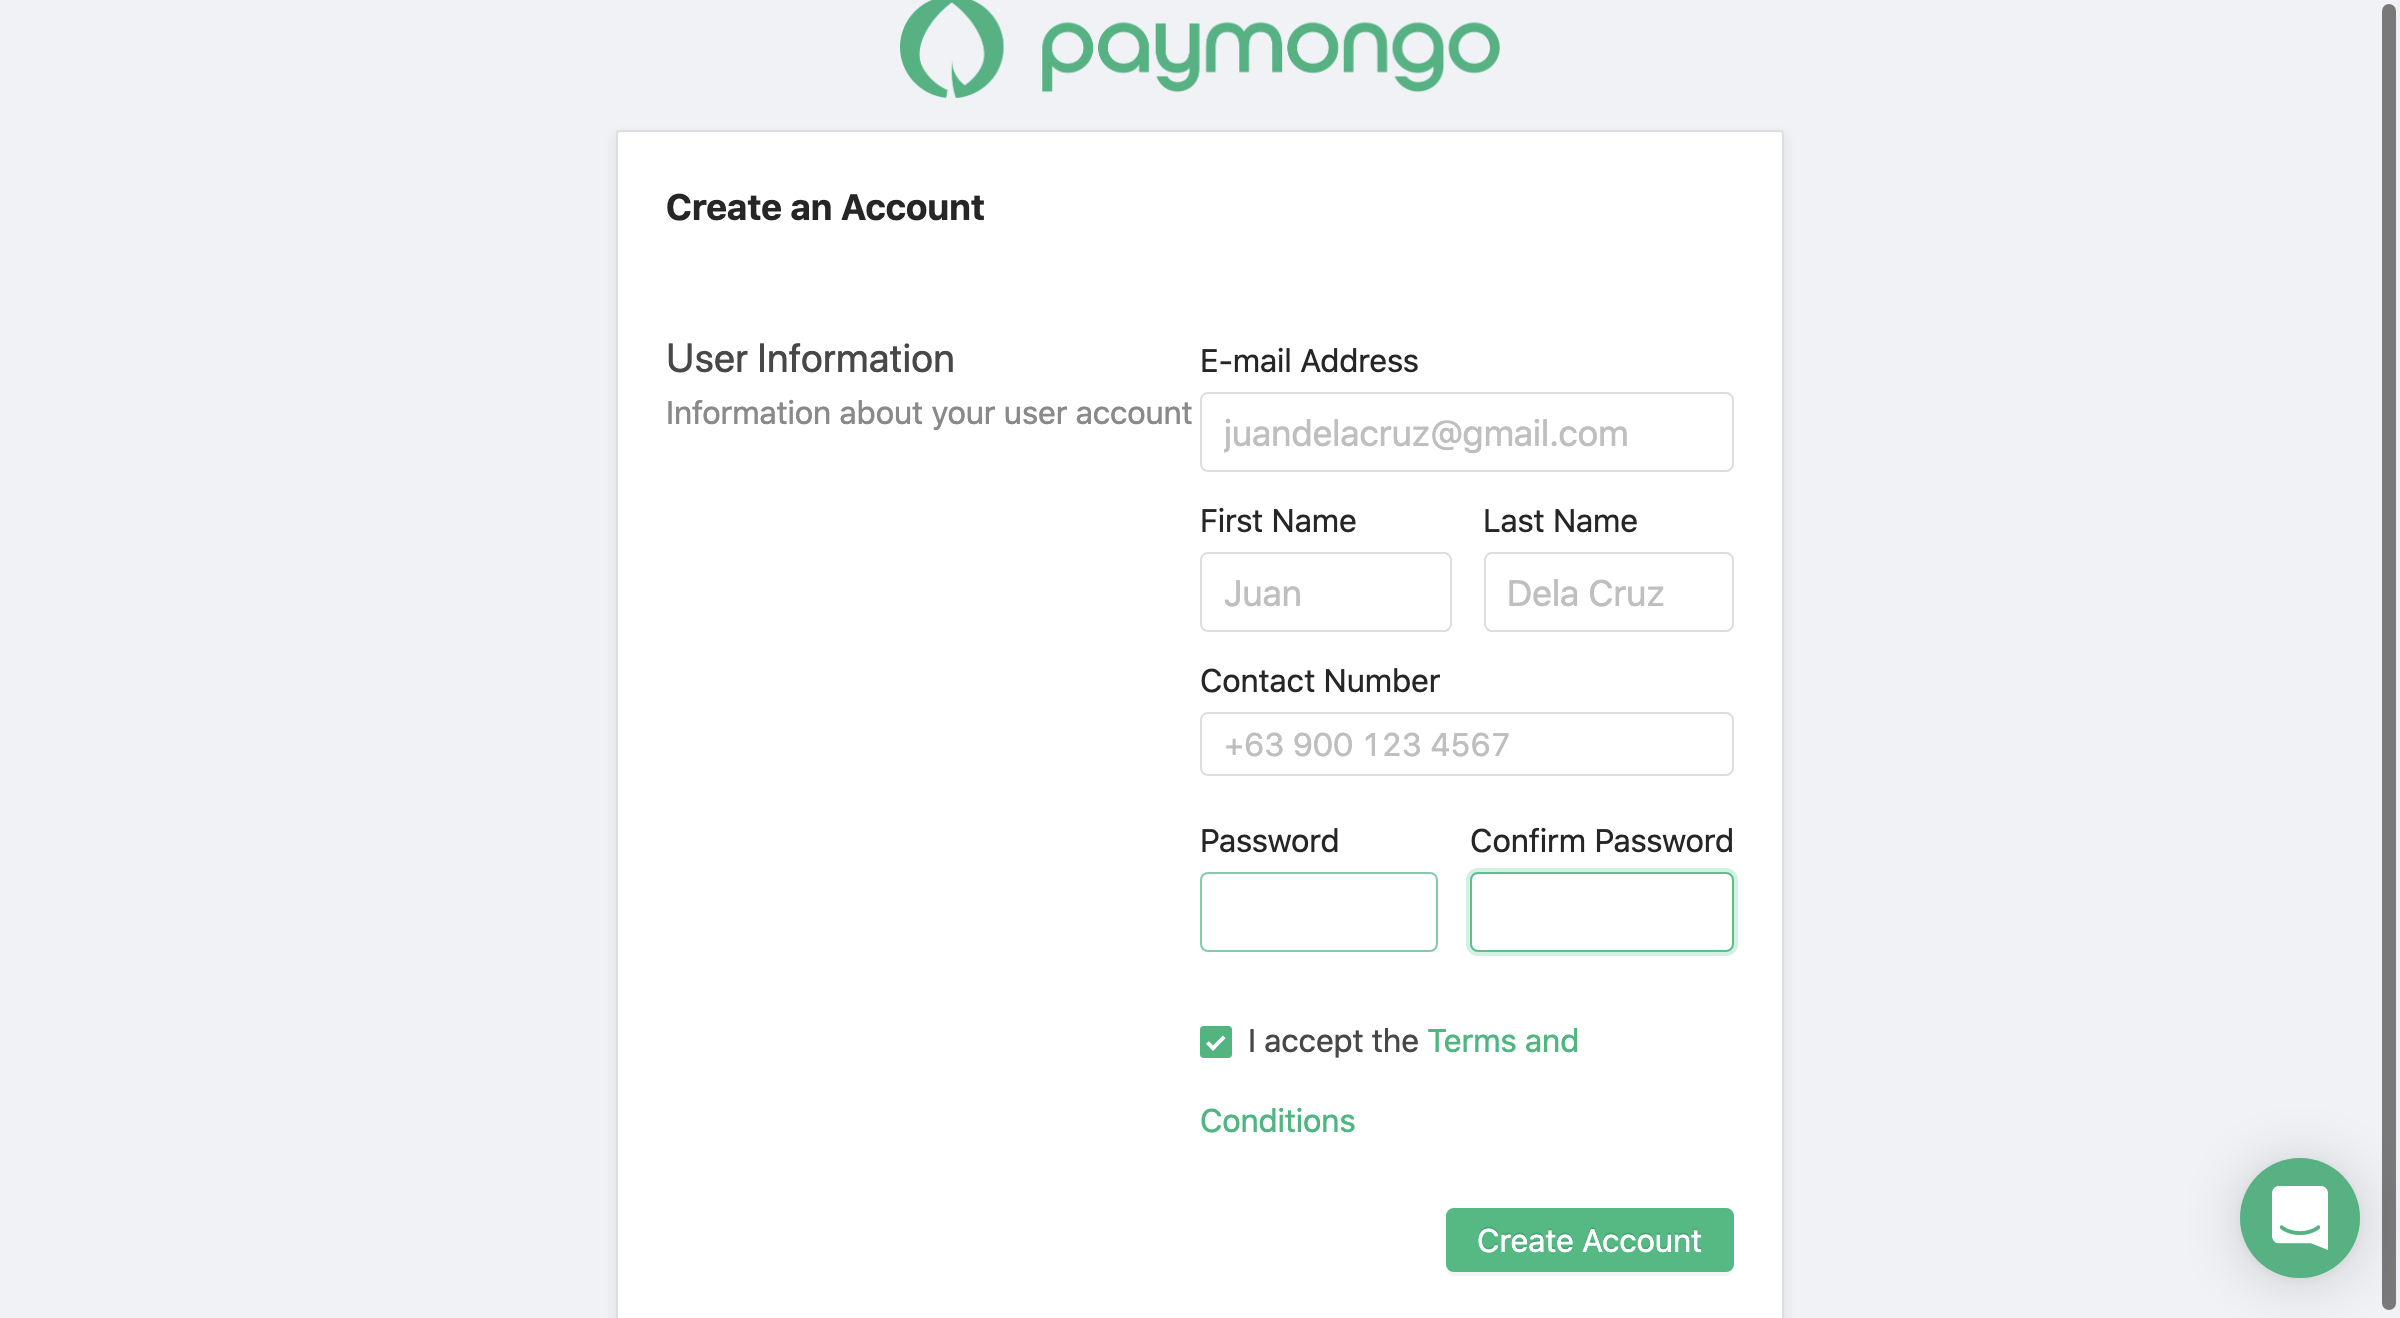 paymongo
Create an Account
User Information
Information about your user account
E-mail Address
juandelacruz@gmail.com
First Name
Last Name
Juan
Dela Cruz
Contact Number
+63 900 123 4567
Password
Confirm Password
I accept the Terms and
Conditions
Create Account